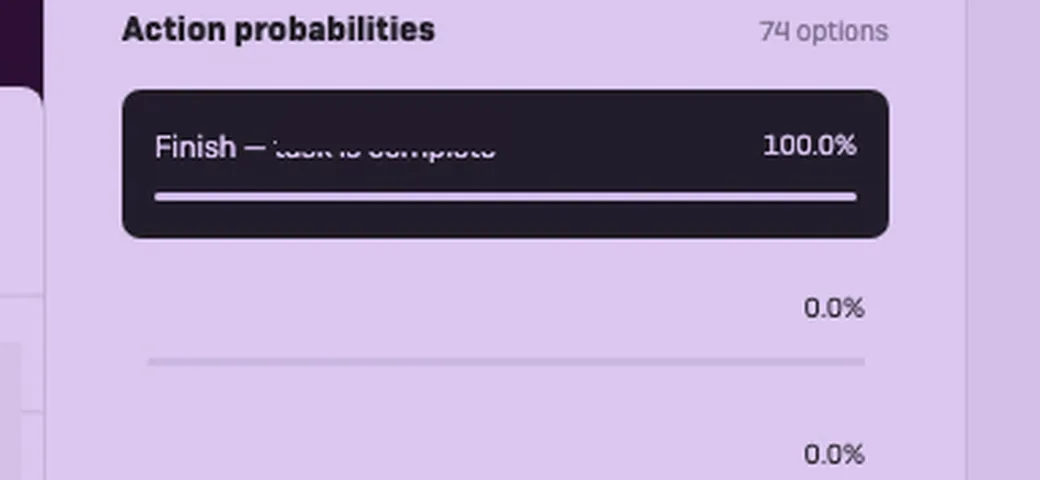 Action probabilities
74 options
Finish —
100.0%
0.0%
0.0%